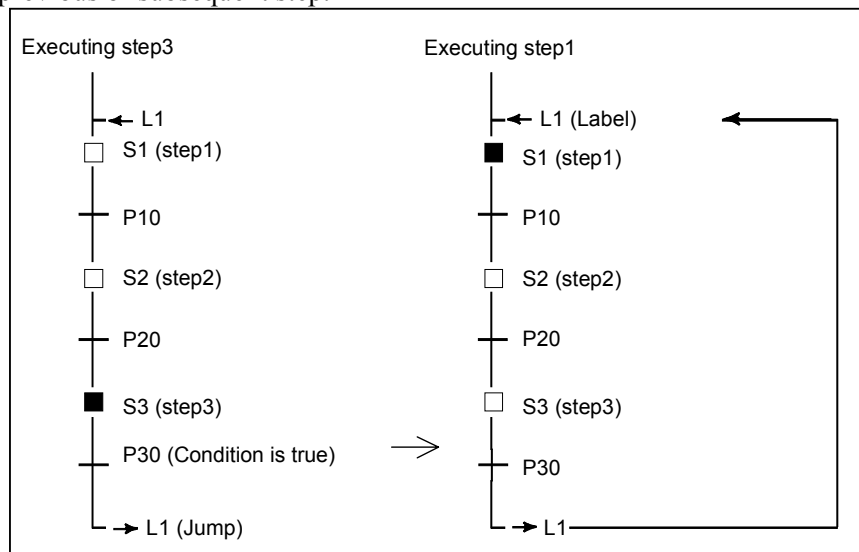 previous or subsequent step.
Executing step3
L1
S1 (step1)
P10
S2 (step2)
P20
S3 (step3)
P30 (Condition is true)
L1 (Jump)
Executing step1
L1 (Label)
S1 (step1)
P10
S2 (step2)
P20
S3 (step3)
P30
L1